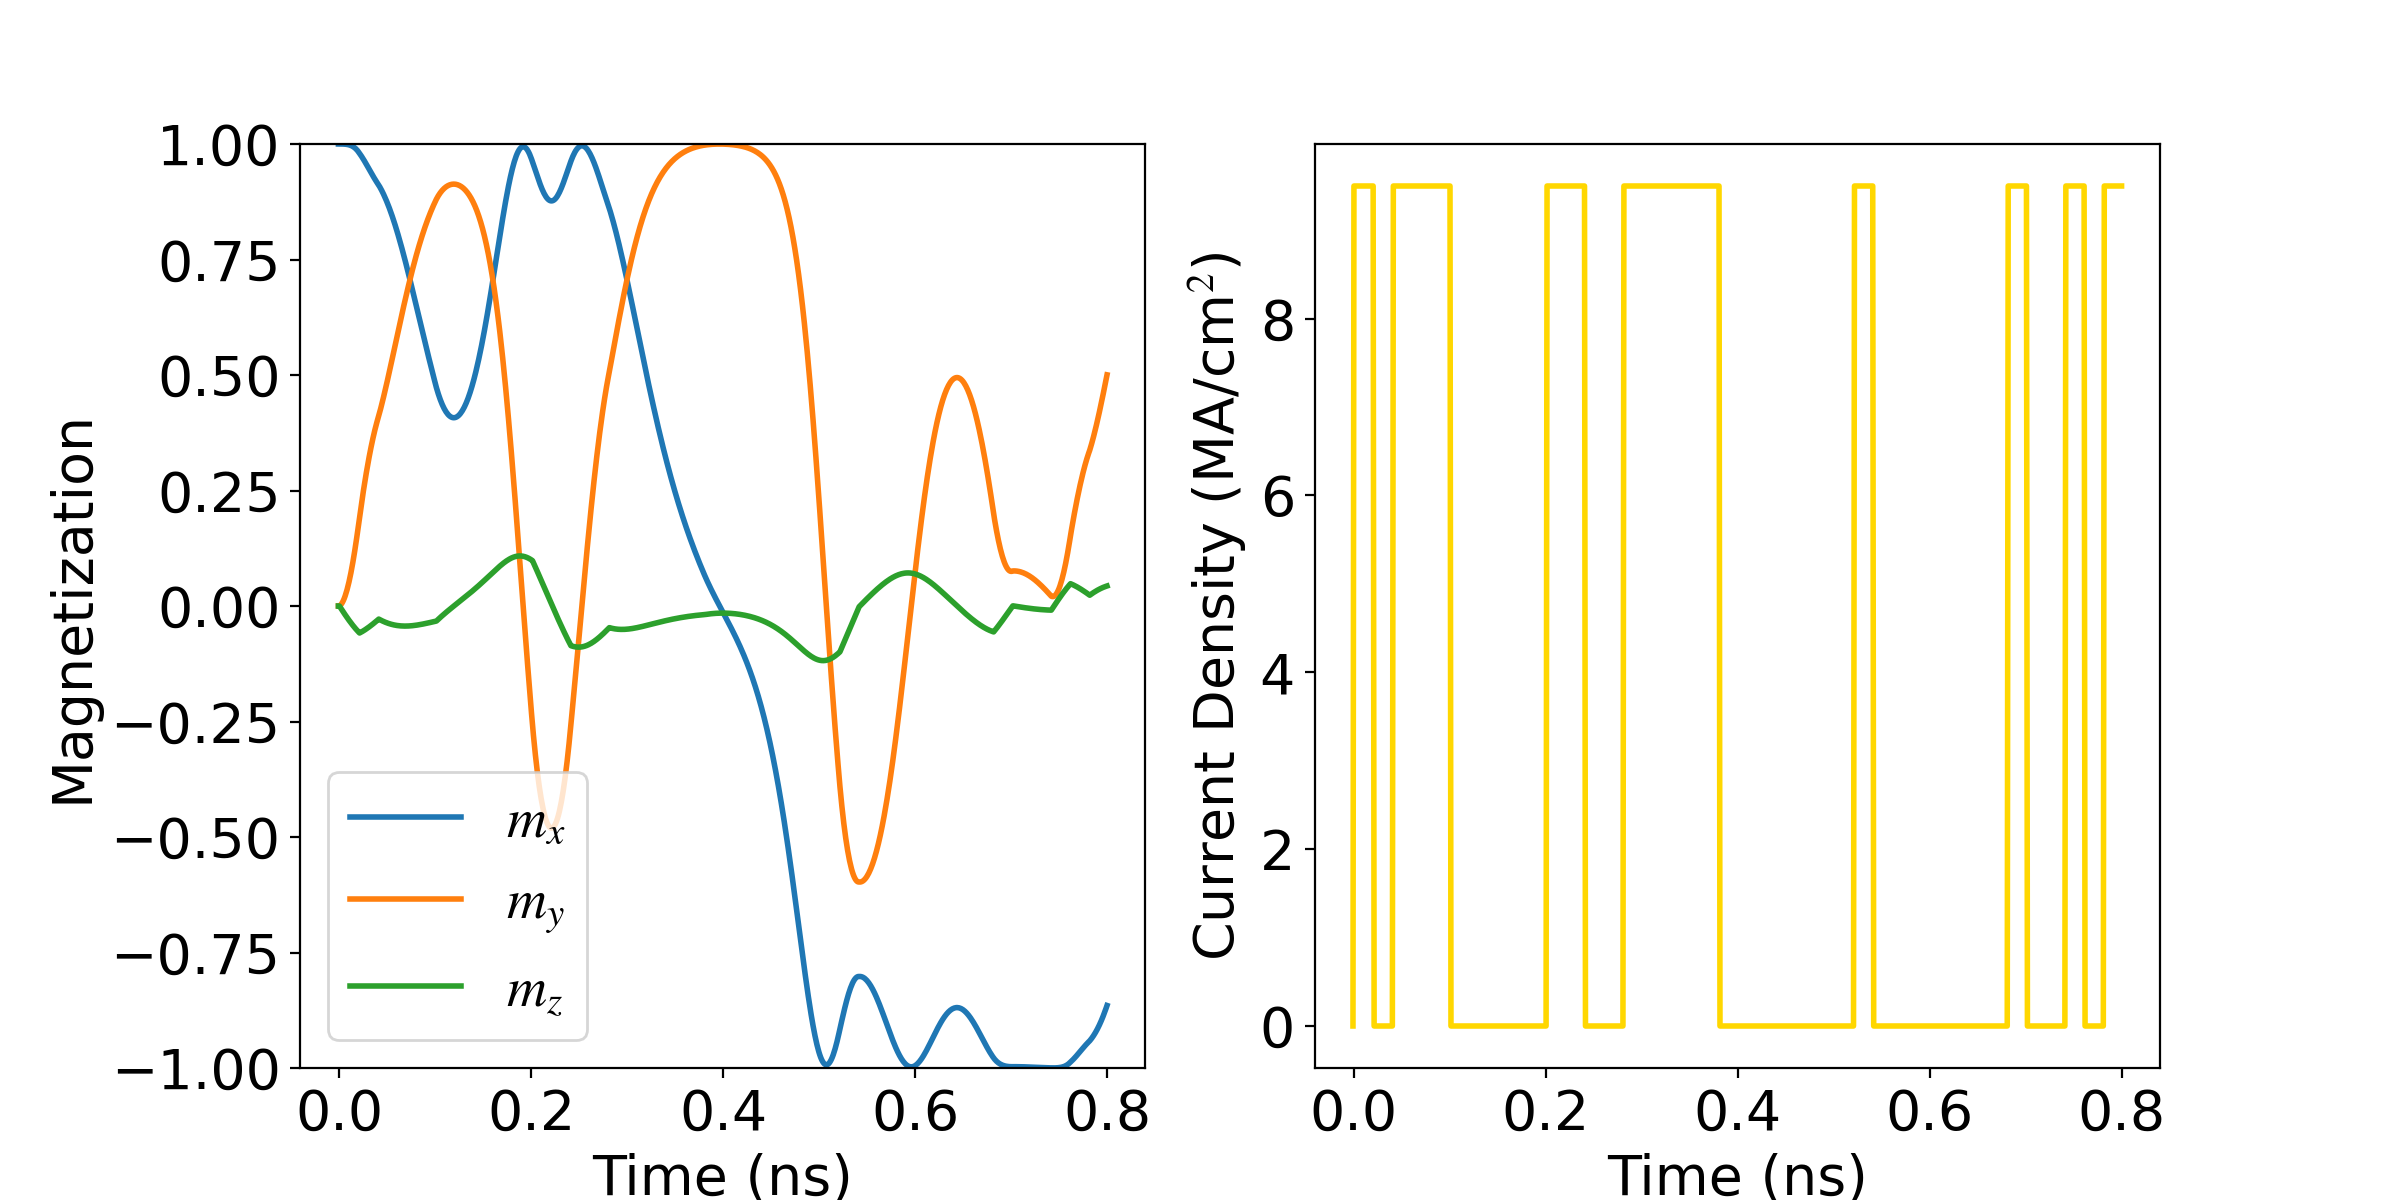 1.00
0.75
0.50
0.25
0.00
−0.25
−0.50
−0.75
−1.00
Magnetization
m_x
m_y
m_z
0.0 0.2 0.4 0.6 0.8
Time (ns)
8
6
4
2
0
Current Density (MA/cm²)
0.0 0.2 0.4 0.6 0.8
Time (ns)